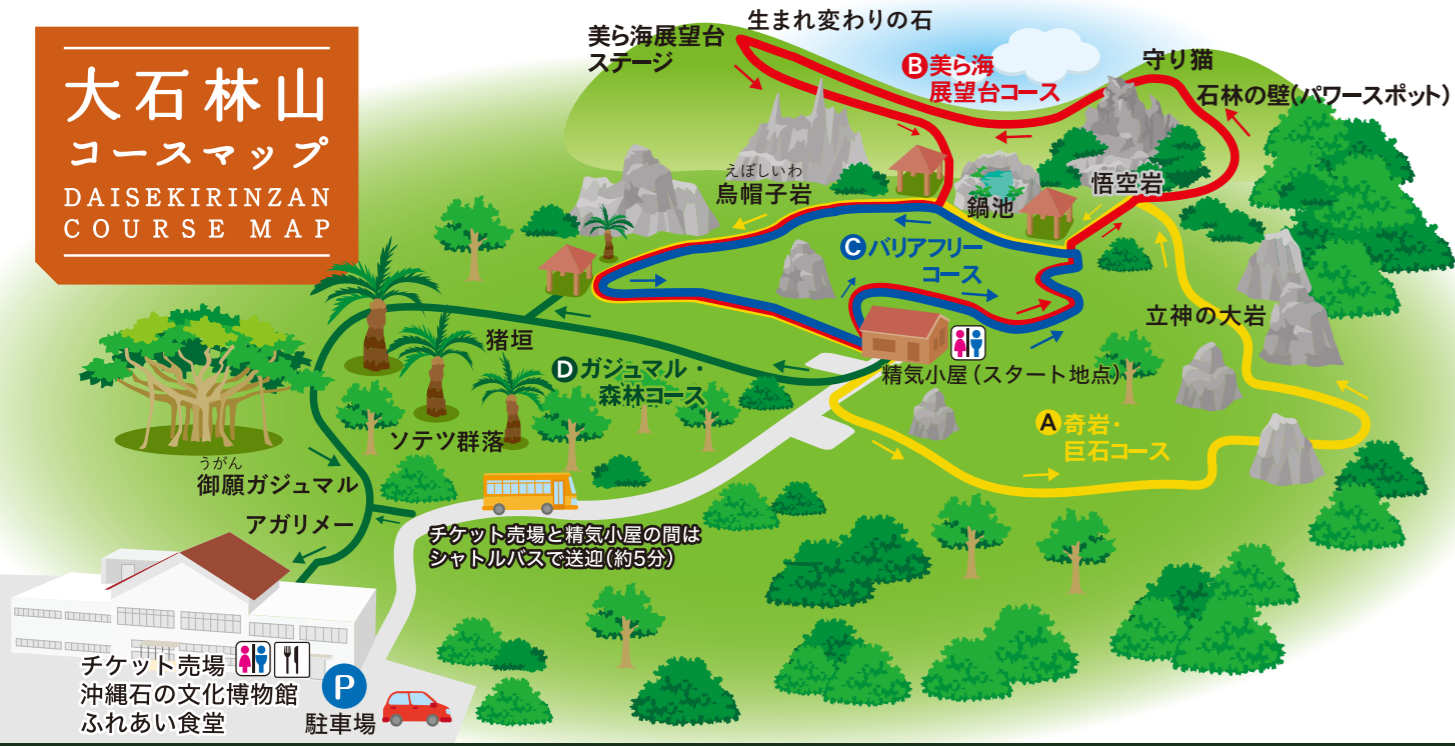 大石林山
コースマップ
DAISEKIRINZAN
COURSE MAP
美ら海展望台
ステージ
生まれ変わりの石
B 美ら海
展望台コース
守り猫
石林の壁(パワースポット)
えぼしいわ
烏帽子岩
鍋池
悟空岩
C バリアフリー
コース
立神の大岩
猪垣
精気小屋(スタート地点)
D ガジュマル・
森林コース
A 奇岩・
巨石コース
ソテツ群落
うがん
御願ガジュマル
アガリメー
チケット売場と精気小屋の間は
シャトルバスで送迎(約5分)
チケット売場
沖縄石の文化博物館
ふれあい食堂
P
駐車場